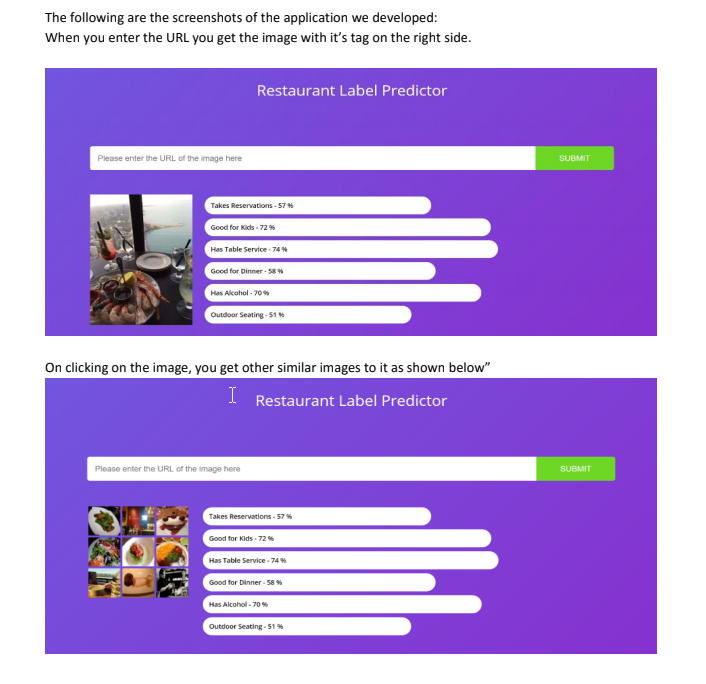 The following are the screenshots of the application we developed:
When you enter the URL you get the image with it's tag on the right side.
Restaurant Label Predictor
Please enter the URL of the image here
SUBMIT
Takes Reservations - 57 %
Good for Kids - 72 %
Has Table Service - 74 %
Good for Dinner - 58 %
Has Alcohol - 70 %
Outdoor Seating - 51 %
On clicking on the image, you get other similar images to it as shown below”
Restaurant Label Predictor
Please enter the URL of the image here
SUBMIT
Takes Reservations - 57 %
Good for Kids - 72 %
Has Table Service - 74 %
Good for Dinner - 58 %
Has Alcohol - 70 %
Outdoor Seating - 51 %